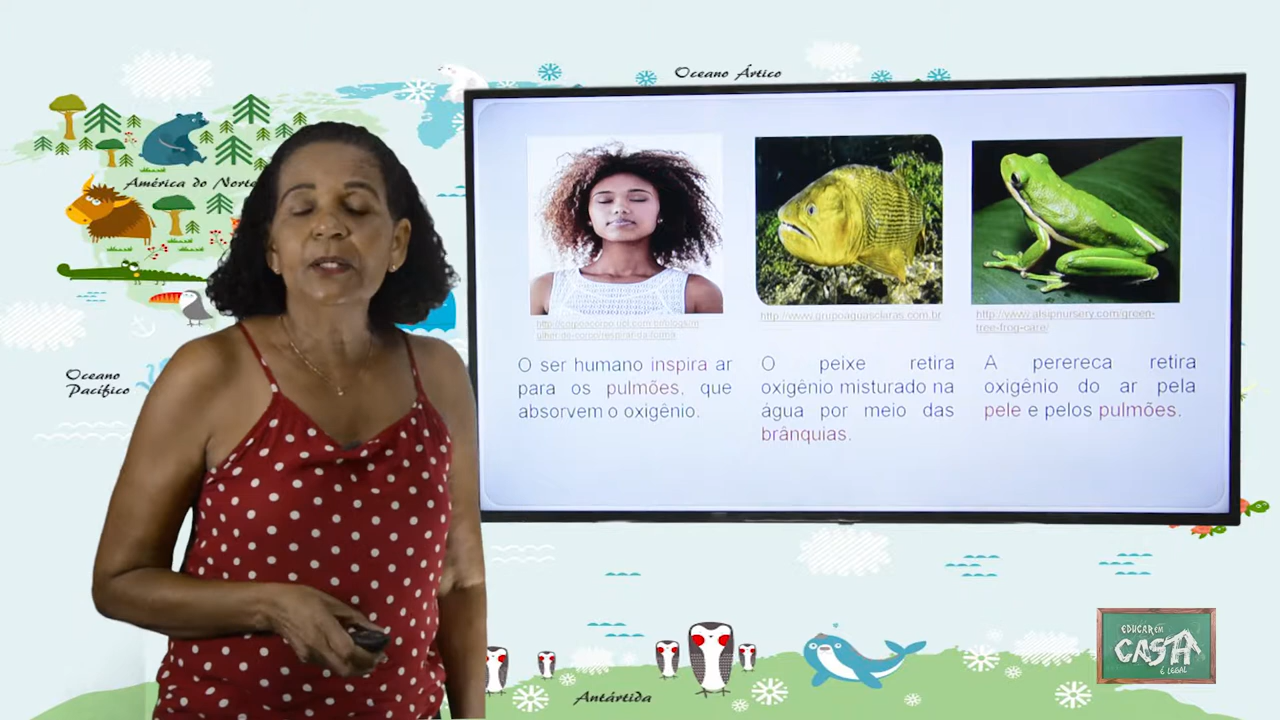 Oceano Ártico
América do Norte
Oceano
Pacífico
http://www.grupoaguasclaras.com.br
http://www.alsipnursery.com/green-
tree-frog-care/
O ser humano inspira ar
para os pulmões, que
absorvem o oxigênio.
O peixe retira
oxigênio misturado na
água por meio das
brânquias.
A perereca retira
oxigênio do ar pela
pele e pelos pulmões.
Antártida
EDUCAR EM
CASA
É LEGAL